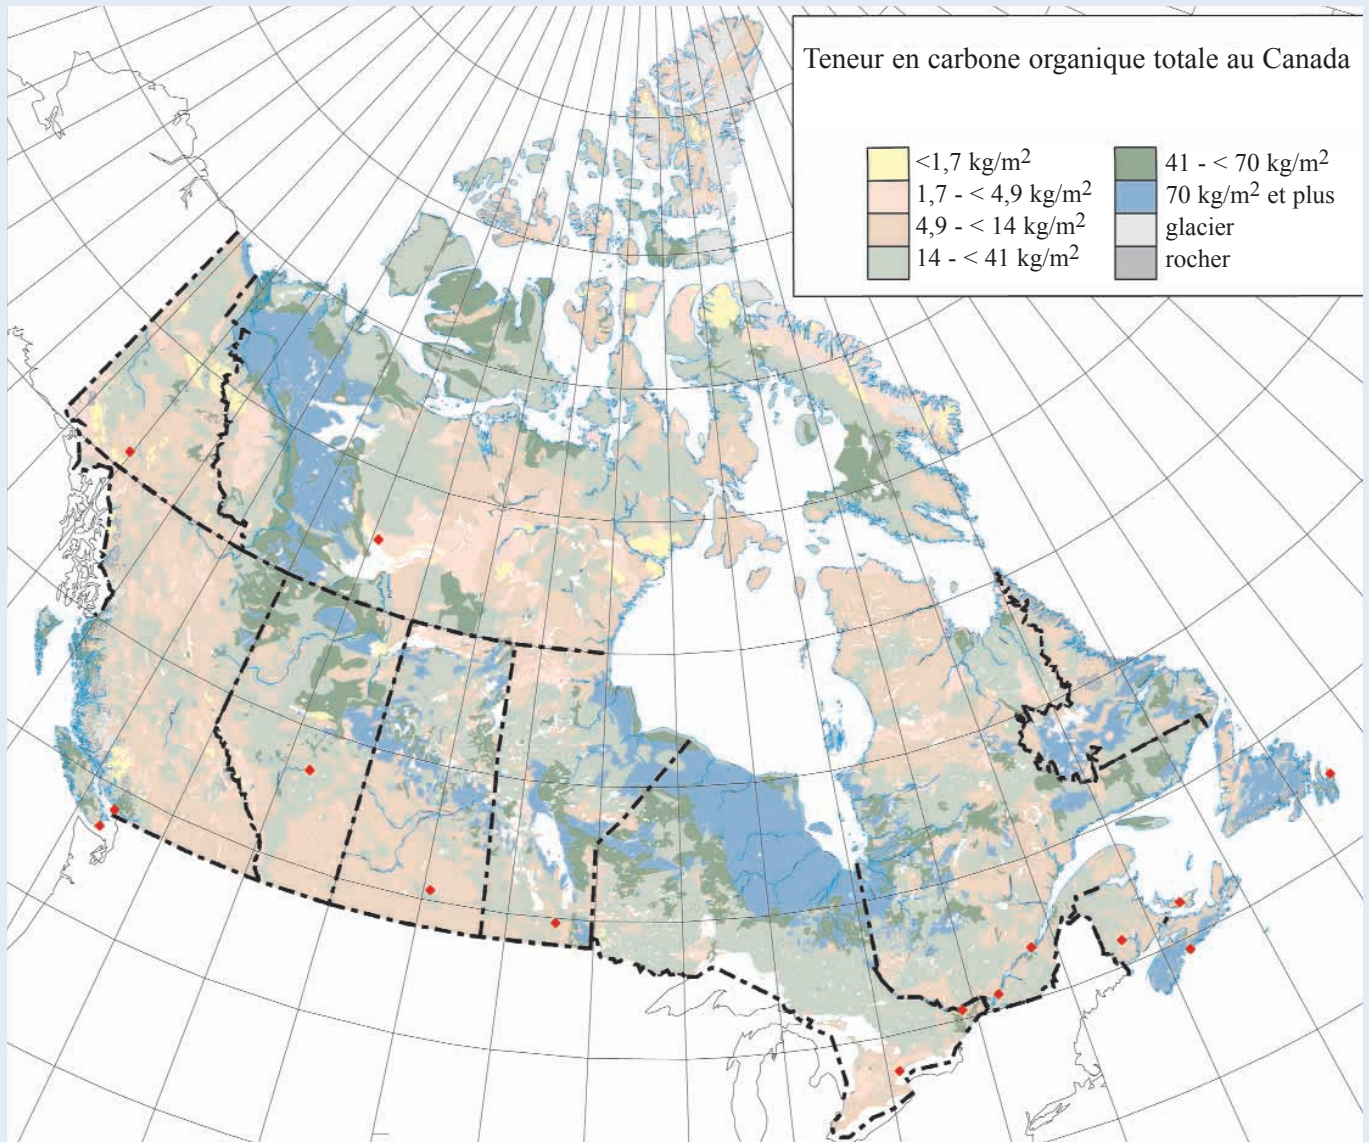 Teneur en carbone organique totale au Canada
<1,7 kg/m2
1,7 - < 4,9 kg/m2
4,9 - < 14 kg/m2
14 - < 41 kg/m2
41 - < 70 kg/m2
70 kg/m2 et plus
glacier
rocher